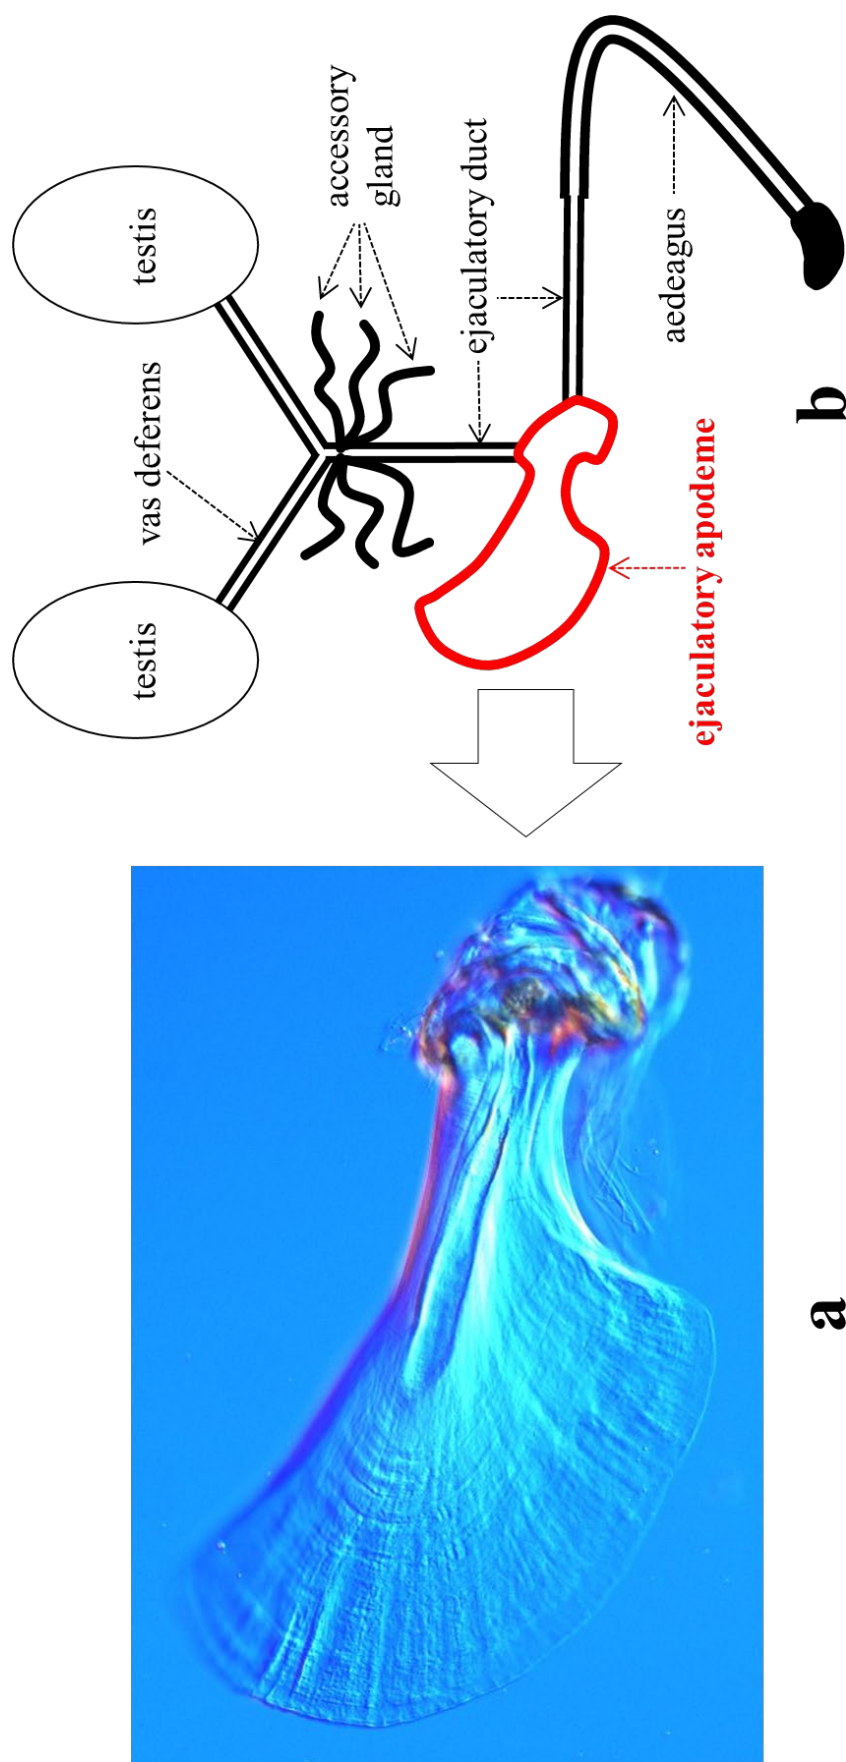 testis
vas deferens
testis
accessory
gland
ejaculatory duct
aedeagus
ejaculatory apodeme
a
b